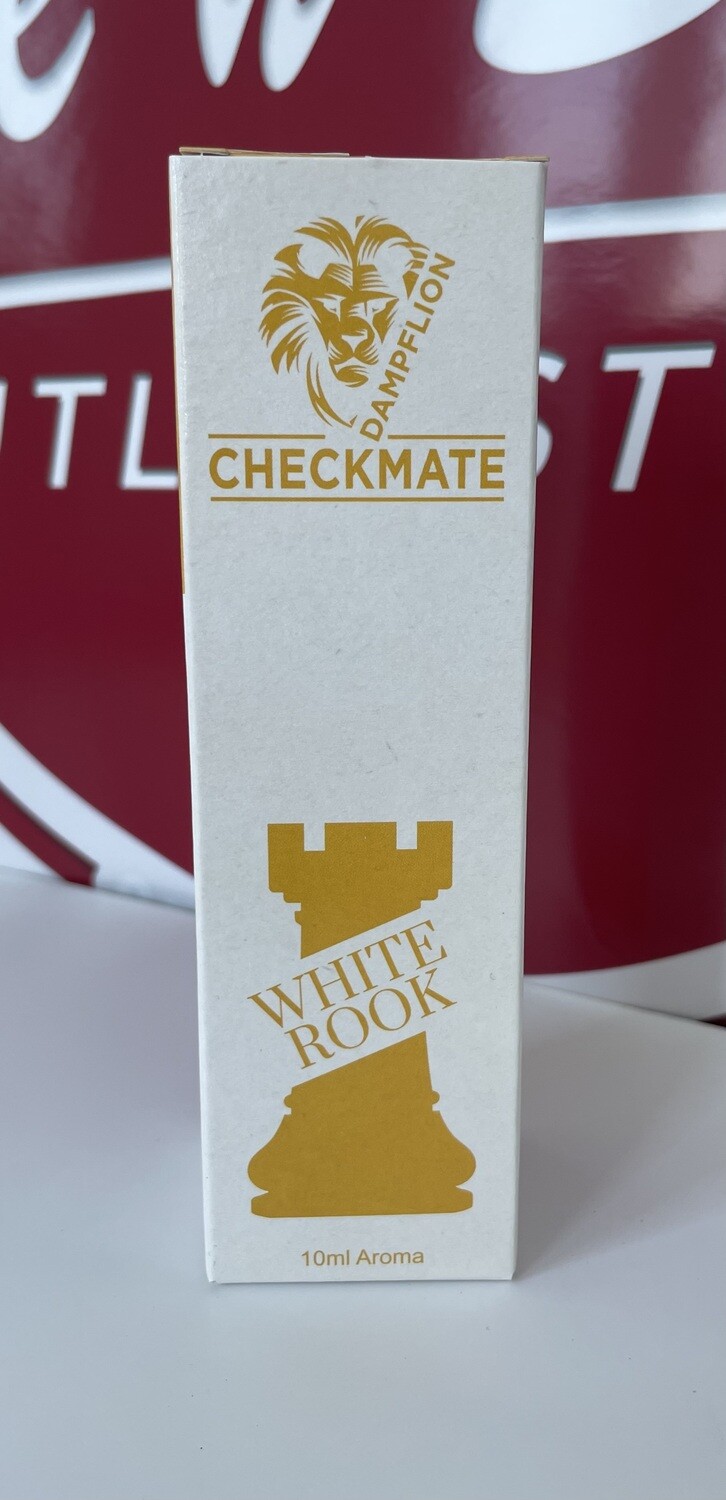 DAMPFLION
CHECKMATE
WHITE
ROOK
10ml Aroma